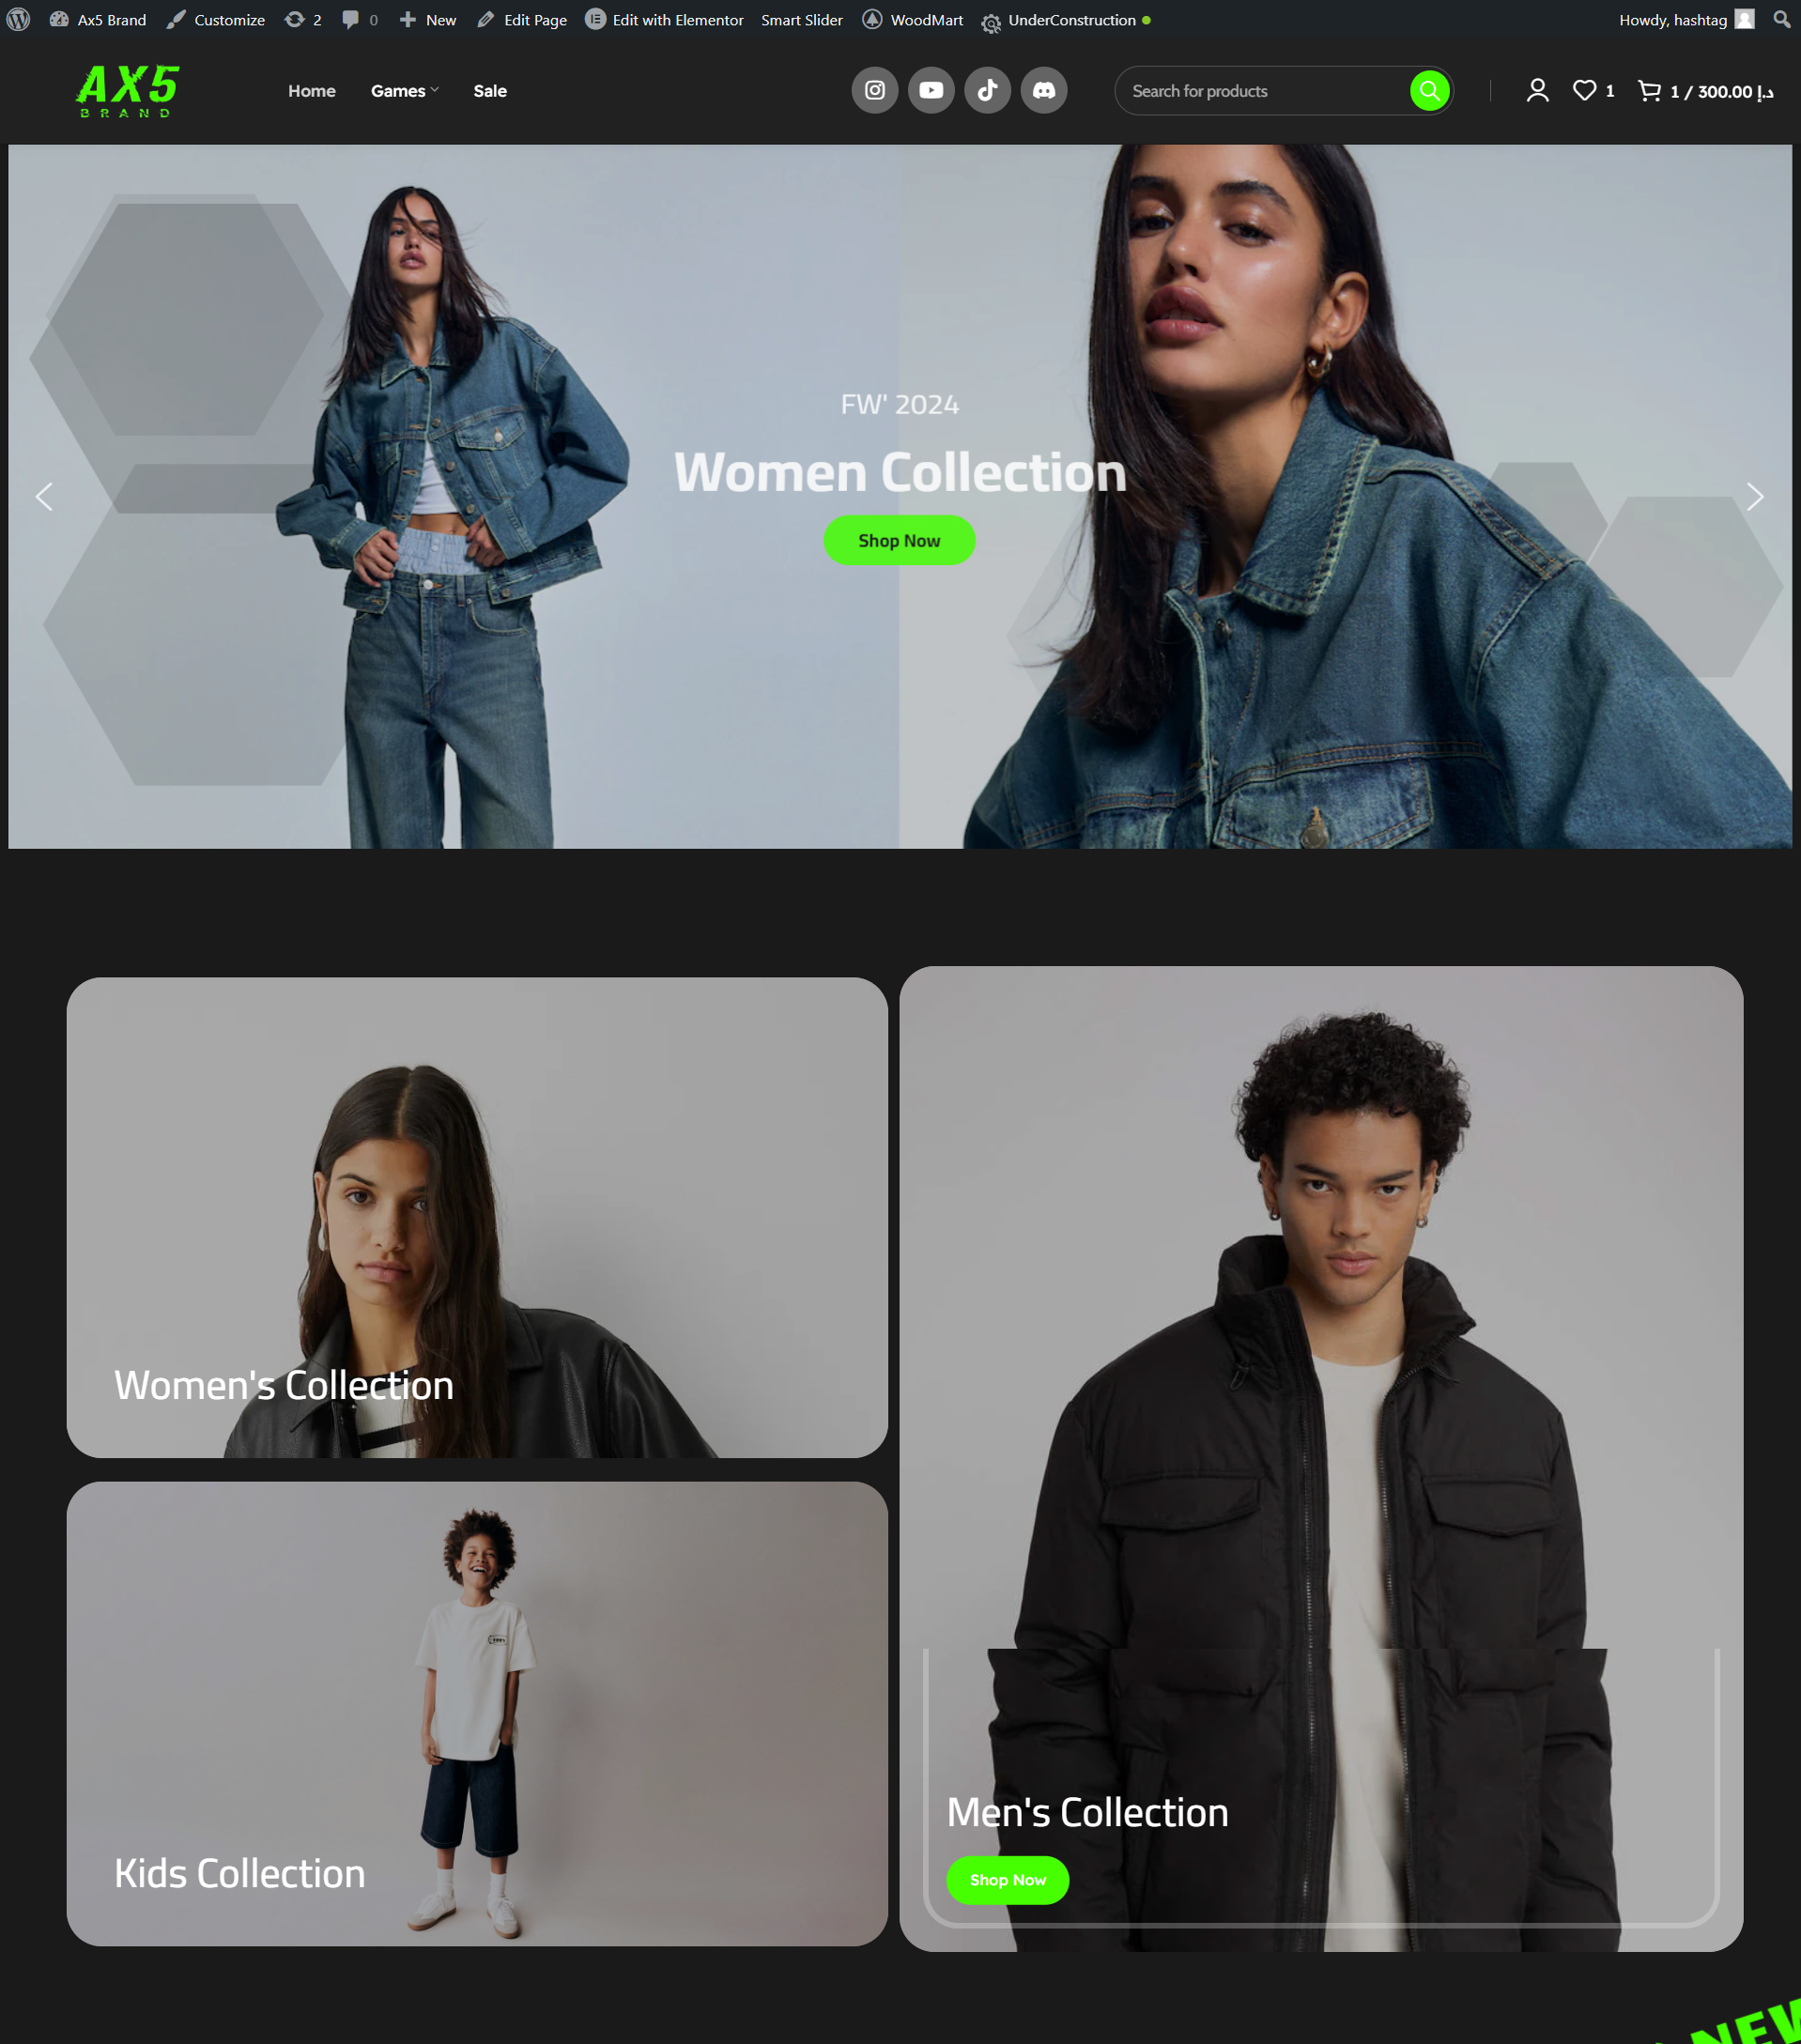 Ax5 Brand Customize 2 0 New Edit Page Edit with Elementor Smart Slider WoodMart UnderConstruction Howdy, hashtag
AX5
BRAND
Home Games Sale
Search for products
1
1 / 300.00 د.إ
FW' 2024
Women Collection
Shop Now
Women's Collection
Kids Collection
Men's Collection
Shop Now
NEW